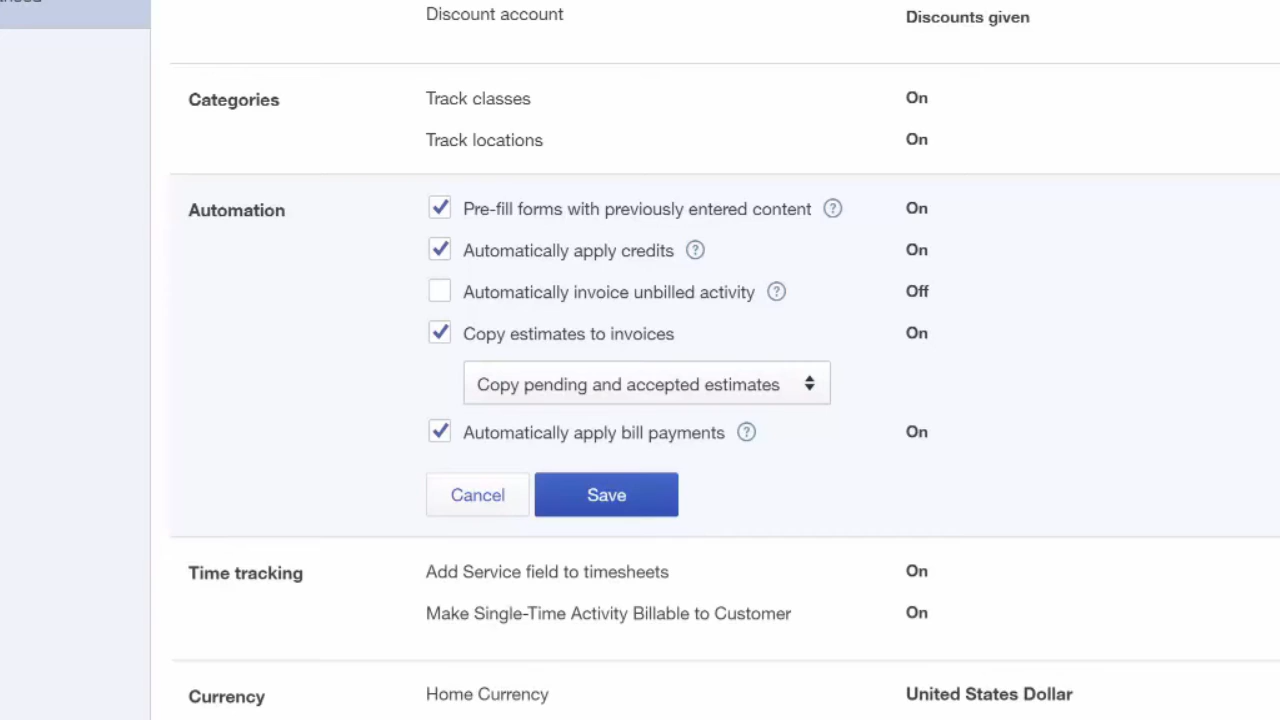 Discount account Discounts given
Categories Track classes On
Track locations On
Automation Pre-fill forms with previously entered content ? On
Automatically apply credits ? On
Automatically invoice unbilled activity ? Off
Copy estimates to invoices On
Copy pending and accepted estimates
Automatically apply bill payments ? On
Cancel Save
Time tracking Add Service field to timesheets On
Make Single-Time Activity Billable to Customer On
Currency Home Currency United States Dollar